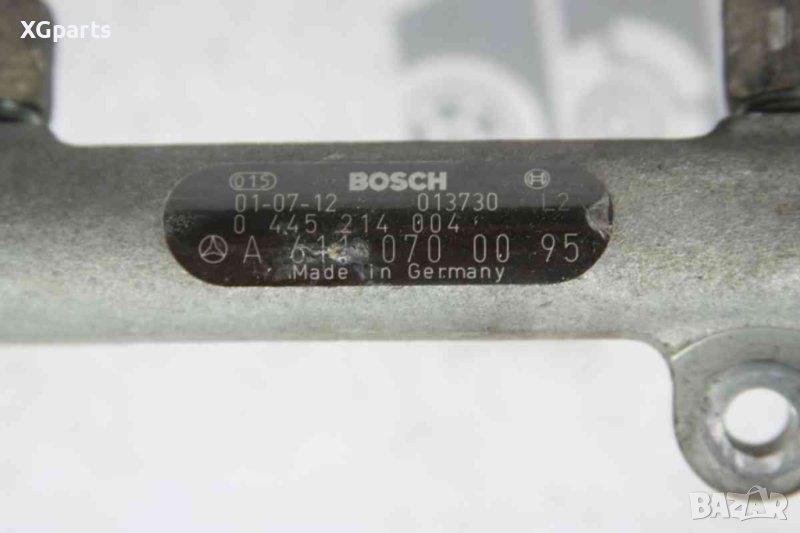 XGparts
015 BOSCH
01-07-12 013730 L2
0 445 214 004
A 611 070 00 95
Made in Germany
BAZAR